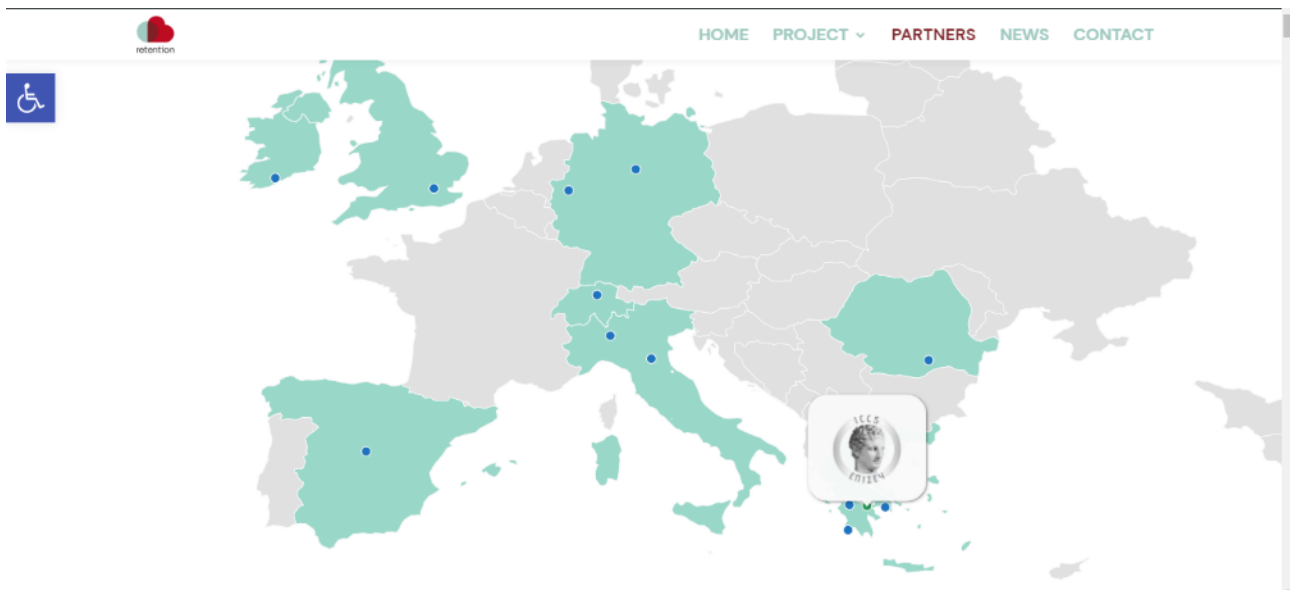 retention
HOME PROJECT PARTNERS NEWS CONTACT
ICCS
ΕΠΙΣΕΥ